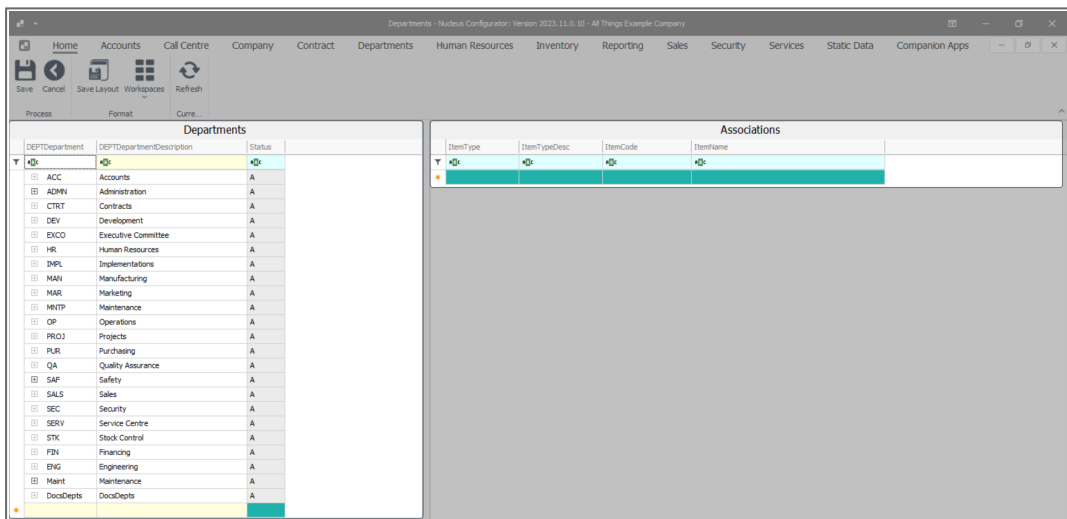 Departments - Nucleus Configurator: Version 2023.11.0.10 - All Things Example Company
Home Accounts Call Centre Company Contract Departments Human Resources Inventory Reporting Sales Security Services Static Data Companion Apps
Save Cancel Save Layout Workspaces Refresh
Process Format Curre...
Departments Associations
DEPTDepartment DEPTDepartmentDescription Status ItemType ItemTypeDesc ItemCode ItemName
ACC Accounts A
ADMN Administration A
CTRT Contracts A
DEV Development A
EXCO Executive Committee A
HR Human Resources A
IMPL Implementations A
MAN Manufacturing A
MAR Marketing A
MNTP Maintenance A
OP Operations A
PROJ Projects A
PUR Purchasing A
QA Quality Assurance A
SAF Safety A
SALS Sales A
SEC Security A
SERV Service Centre A
STK Stock Control A
FIN Financing A
ENG Engineering A
Maint Maintenance A
DocsDepts DocsDepts A